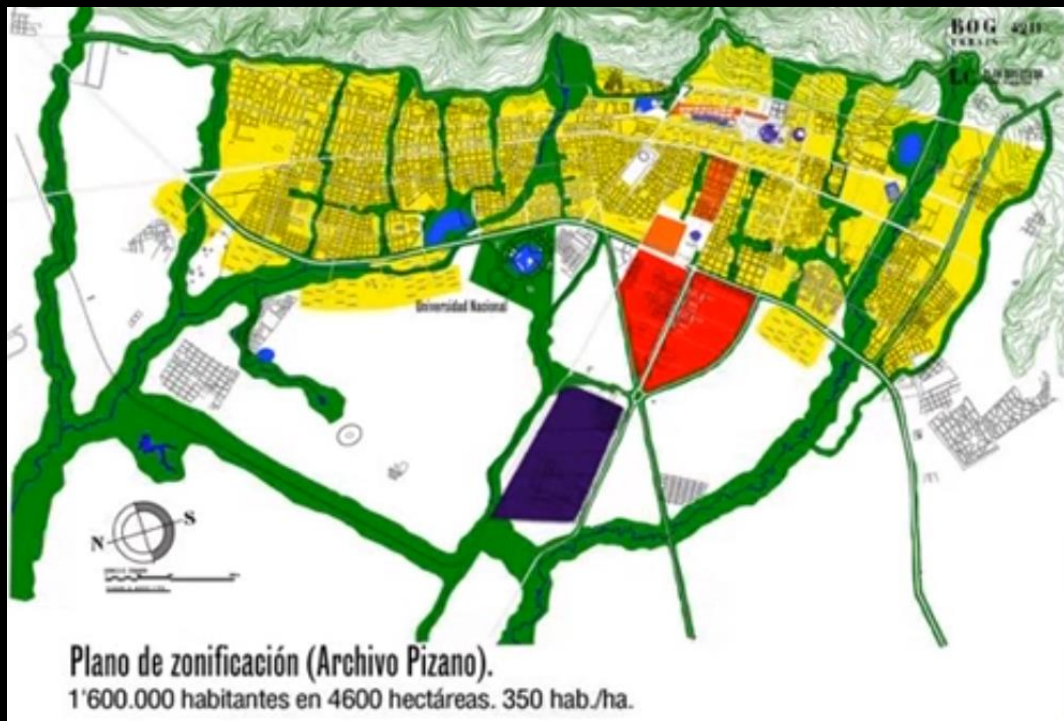 BOG 4211
LC
Universidad Nacional
N
S
Plano de zonificación (Archivo Pizano).
1'600.000 habitantes en 4600 hectáreas. 350 hab./ha.